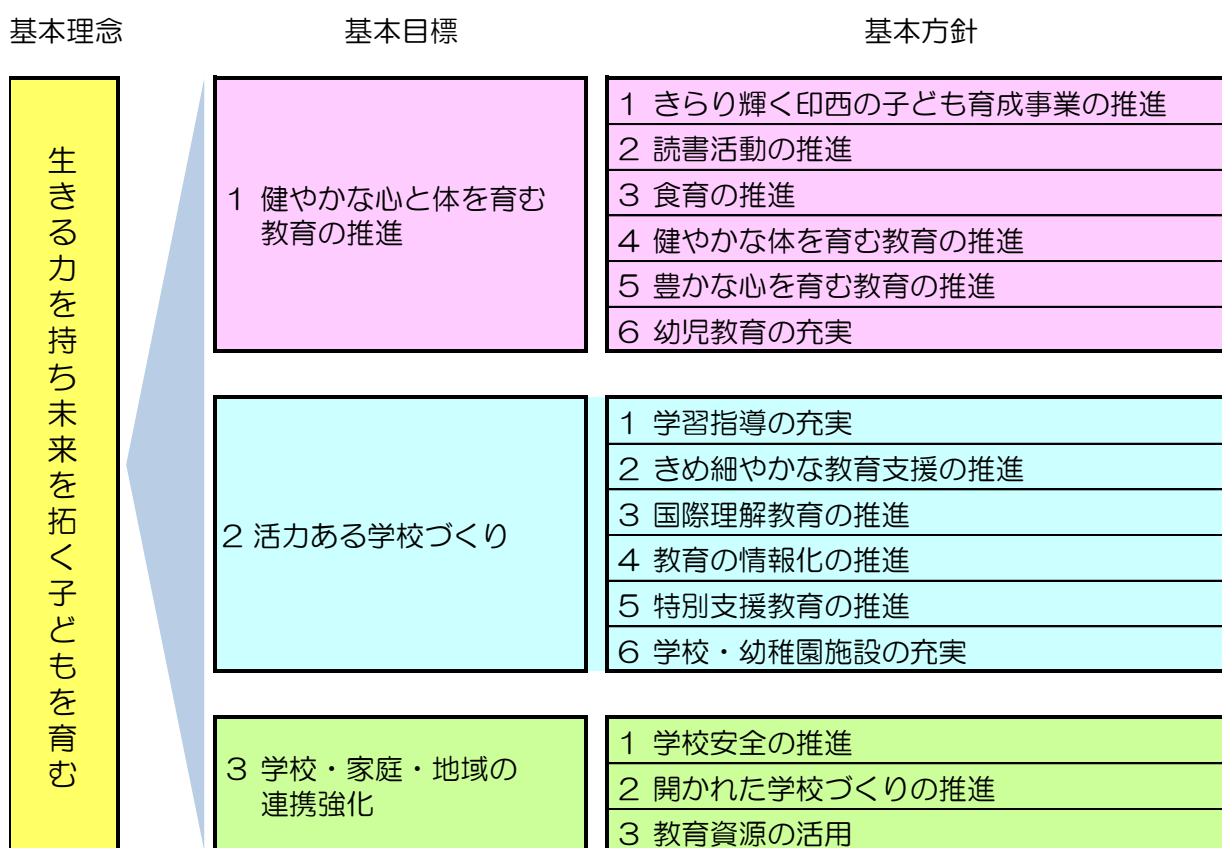 基本理念
基本目標
基本方針
生きる力を持ち未来を拓く子どもを育む
1 健やかな心と体を育む
教育の推進
1 きらり輝く印西の子ども育成事業の推進
2 読書活動の推進
3 食育の推進
4 健やかな体を育む教育の推進
5 豊かな心を育む教育の推進
6 幼児教育の充実
2 活力ある学校づくり
1 学習指導の充実
2 きめ細やかな教育支援の推進
3 国際理解教育の推進
4 教育の情報化の推進
5 特別支援教育の推進
6 学校・幼稚園施設の充実
3 学校・家庭・地域の
連携強化
1 学校安全の推進
2 開かれた学校づくりの推進
3 教育資源の活用